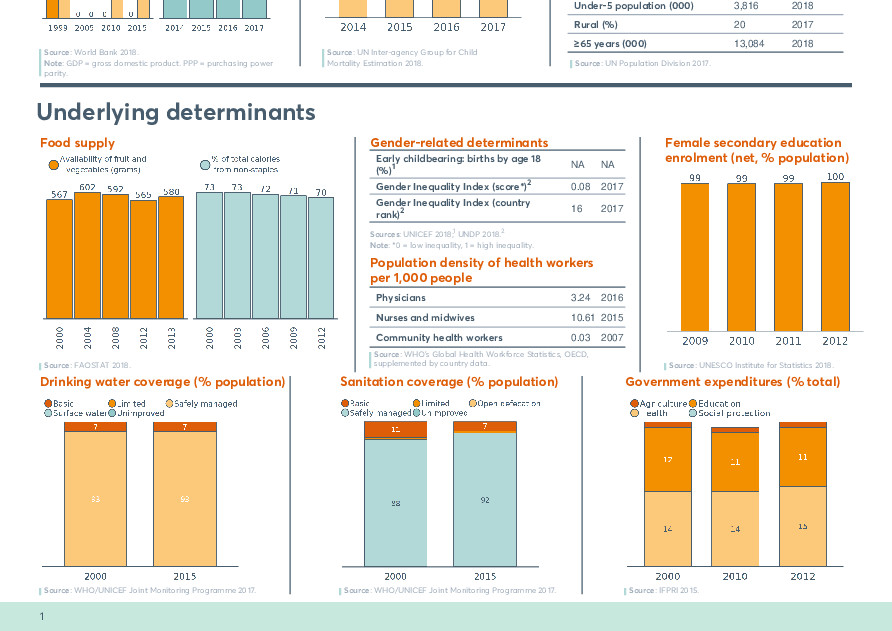 Under-5 population (000) 3,816 2018
Rural (%) 20 2017
≥65 years (000) 13,084 2018
0 0 0
1999 2005 2010 2015
2014 2015 2016 2017
2014 2015 2016 2017
Source: World Bank 2018.
Note: GDP = gross domestic product. PPP = purchasing power
parity.
Source: UN Inter-agency Group for Child
Mortality Estimation 2018.
Source: UN Population Division 2017.
Underlying determinants
Food supply
Availability of fruit and
vegetables (grams)
% of total calories
from non-staples
567 602 592 565 580
73 73 72 71 70
2000 2004 2008 2012 2013
2000 2003 2006 2009 2012
Source: FAOSTAT 2018.
Gender-related determinants
Early childbearing: births by age 18
(%)1 NA NA
Gender Inequality Index (score*)2 0.08 2017
Gender Inequality Index (country
rank)2 16 2017
Sources: UNICEF 2018,1 UNDP 2018.2
Note: *0 = low inequality, 1 = high inequality.
Population density of health workers
per 1,000 people
Physicians 3.24 2016
Nurses and midwives 10.61 2015
Community health workers 0.03 2007
Source: WHO's Global Health Workforce Statistics, OECD,
supplemented by country data.
Female secondary education
enrolment (net, % population)
99 99 99 100
2009 2010 2011 2012
Source: UNESCO Institute for Statistics 2018.
Drinking water coverage (% population)
Basic Limited Safely managed
Surface water Unimproved
7 7
93 93
2000 2015
Source: WHO/UNICEF Joint Monitoring Programme 2017.
Sanitation coverage (% population)
Basic Limited Open defecation
Safely managed Unimproved
11 7
88 92
2000 2015
Source: WHO/UNICEF Joint Monitoring Programme 2017.
Government expenditures (% total)
Agriculture Education
Health Social protection
12 11 11
14 14 15
2000 2010 2012
Source: IFPRI 2015.
1